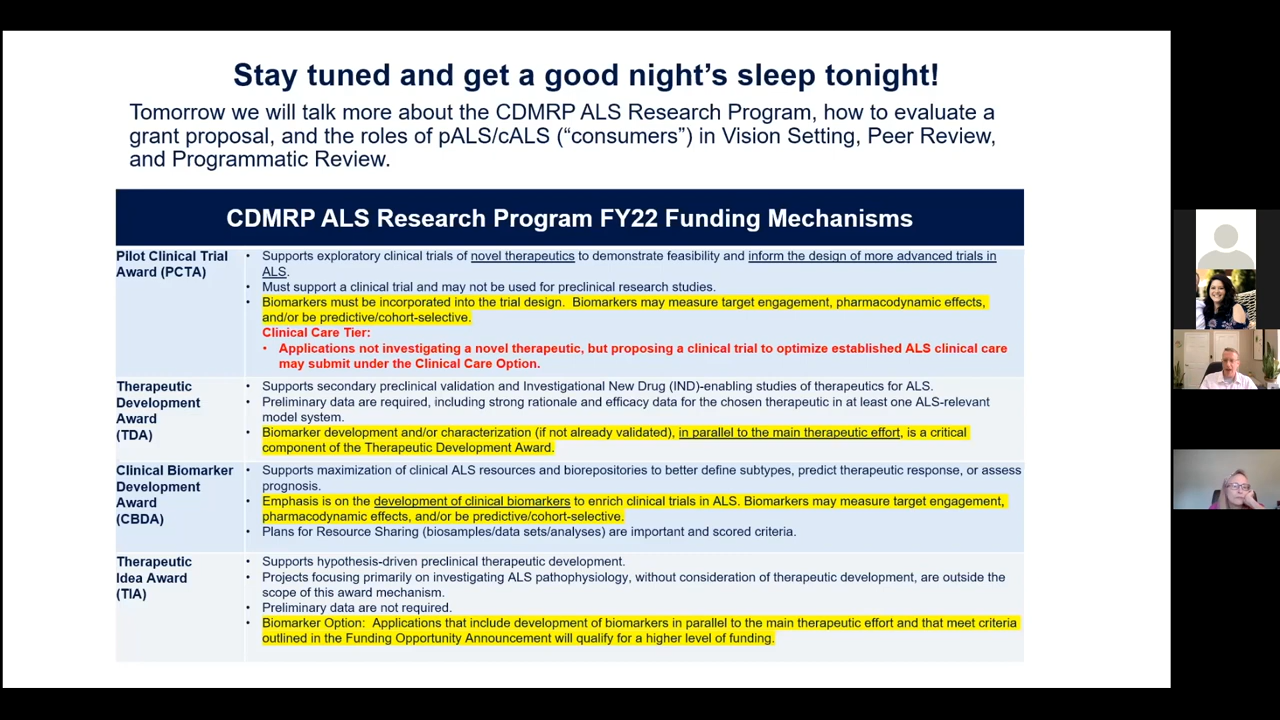 Stay tuned and get a good night's sleep tonight!
Tomorrow we will talk more about the CDMRP ALS Research Program, how to evaluate a
grant proposal, and the roles of pALS/cALS (“consumers”) in Vision Setting, Peer Review,
and Programmatic Review.
CDMRP ALS Research Program FY22 Funding Mechanisms
Pilot Clinical Trial
Award (PCTA)
• Supports exploratory clinical trials of novel therapeutics to demonstrate feasibility and inform the design of more advanced trials in
ALS.
• Must support a clinical trial and may not be used for preclinical research studies.
• Biomarkers must be incorporated into the trial design. Biomarkers may measure target engagement, pharmacodynamic effects,
and/or be predictive/cohort-selective.
Clinical Care Tier:
• Applications not investigating a novel therapeutic, but proposing a clinical trial to optimize established ALS clinical care
may submit under the Clinical Care Option.
Therapeutic
Development
Award
(TDA)
• Supports secondary preclinical validation and Investigational New Drug (IND)-enabling studies of therapeutics for ALS.
• Preliminary data are required, including strong rationale and efficacy data for the chosen therapeutic in at least one ALS-relevant
model system.
• Biomarker development and/or characterization (if not already validated), in parallel to the main therapeutic effort, is a critical
component of the Therapeutic Development Award.
Clinical Biomarker
Development
Award
(CBDA)
• Supports maximization of clinical ALS resources and biorepositories to better define subtypes, predict therapeutic response, or assess
prognosis.
• Emphasis is on the development of clinical biomarkers to enrich clinical trials in ALS. Biomarkers may measure target engagement,
pharmacodynamic effects, and/or be predictive/cohort-selective.
• Plans for Resource Sharing (biosamples/data sets/analyses) are important and scored criteria.
Therapeutic
Idea Award
(TIA)
• Supports hypothesis-driven preclinical therapeutic development.
• Projects focusing primarily on investigating ALS pathophysiology, without consideration of therapeutic development, are outside the
scope of this award mechanism.
• Preliminary data are not required.
• Biomarker Option: Applications that include development of biomarkers in parallel to the main therapeutic effort and that meet criteria
outlined in the Funding Opportunity Announcement will qualify for a higher level of funding.